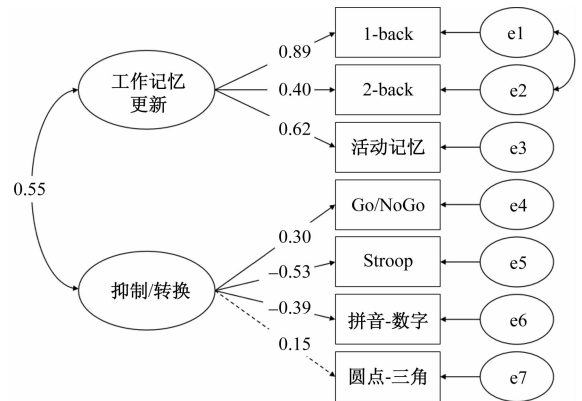 1-back
e1
0.89
工作记忆
更新
0.40
2-back
e2
0.62
活动记忆
e3
0.55
Go/NoGo
e4
0.30
Stroop
e5
–0.53
抑制/转换
–0.39
拼音-数字
e6
0.15
圆点-三角
e7